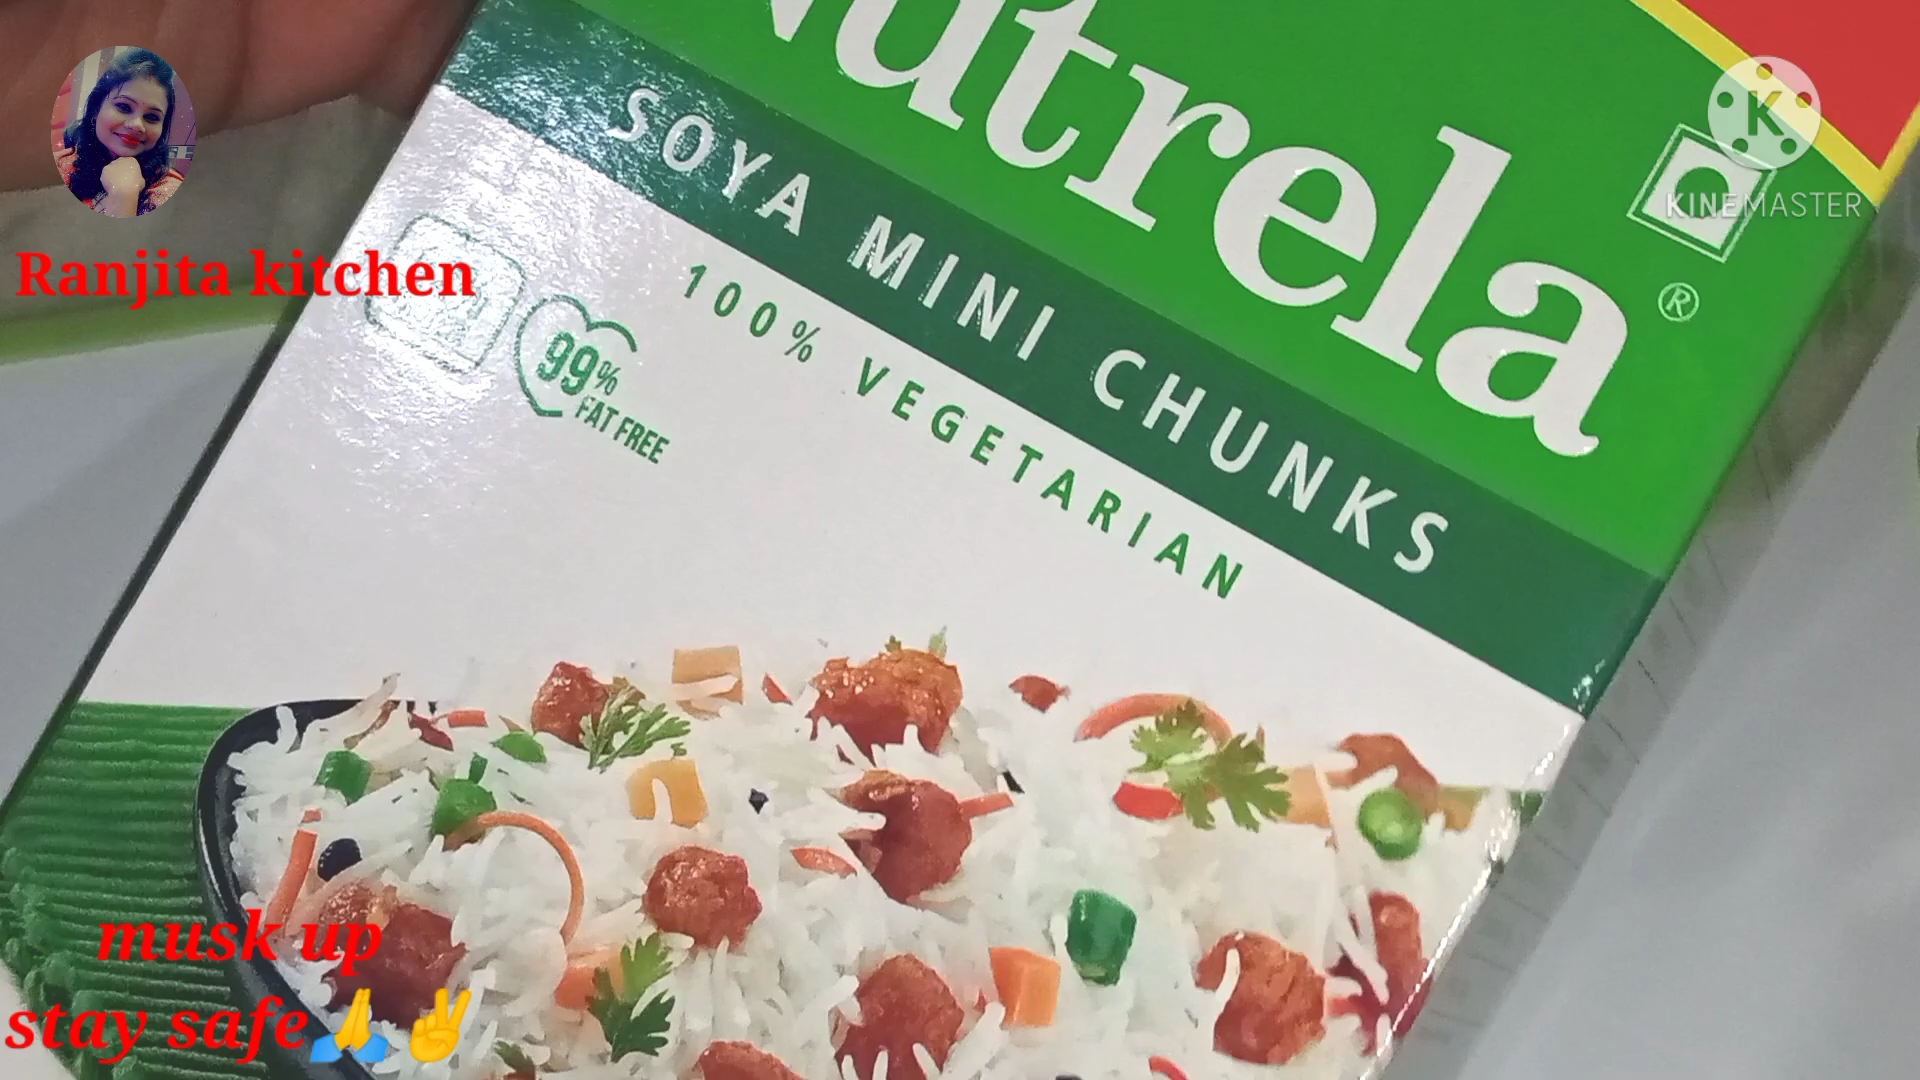 Nutrela
®
SOYA MINI CHUNKS
100% VEGETARIAN
99%
FAT FREE
K
KINEMASTER
Ranjita kitchen
musk up
stay safe🙏✌